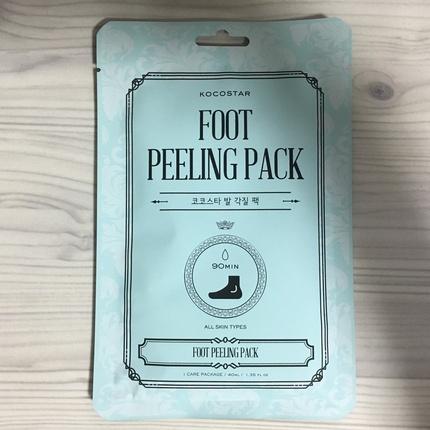 KOCOSTAR
FOOT
PEELING PACK
코코스타 발 각질 팩
90MIN
ALL SKIN TYPES
FOOT PEELING PACK
1 CARE PACKAGE / 40ml / 1.35 fl oz